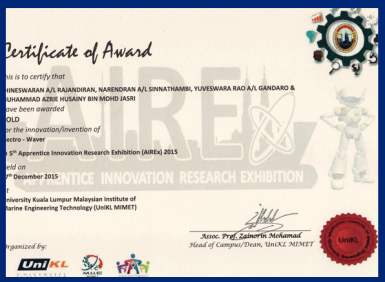 Certificate of Award
his is to certify that
HINESWARAN A/L RAJANDIRAN, NARENDRAN A/L SINNATHAMBI, YUVESWARA RAO A/L GANDARO &
UHAMMAD AZRIE HUSAINY BIN MOHD JASRI
ave been awarded
OLD
or the innovation/invention of
lectro - Waver
5th Apprentice Innovation Research Exhibition (AIREx) 2015
eld on
7th December 2015
t
niversity Kuala Lumpur Malaysian Institute of
arine Engineering Technology (UniKL MIMET)
AIREx
APPRENTICE INNOVATION RESEARCH EXHIBITION
Assoc. Prof. Zainorin Mohamad
Head of Campus/Dean, UniKL MIMET
Organized by:
UniKL
UniKL